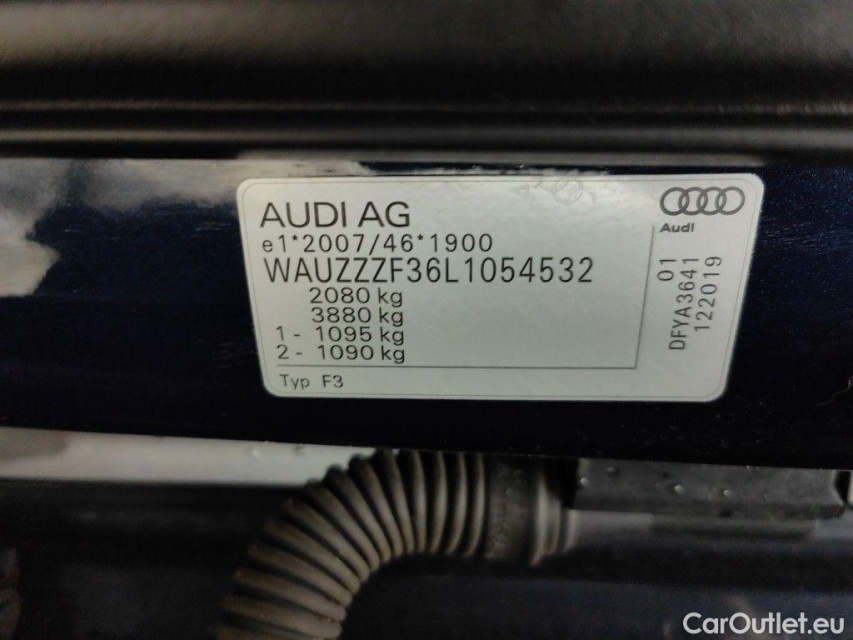 AUDI AG
e1*2007/46*1900
WAUZZZF36L1054532
2080 kg
3880 kg
1 - 1095 kg
2 - 1090 kg
Typ F3
Audi
01
DFYA3641
122019
CarOutlet.eu